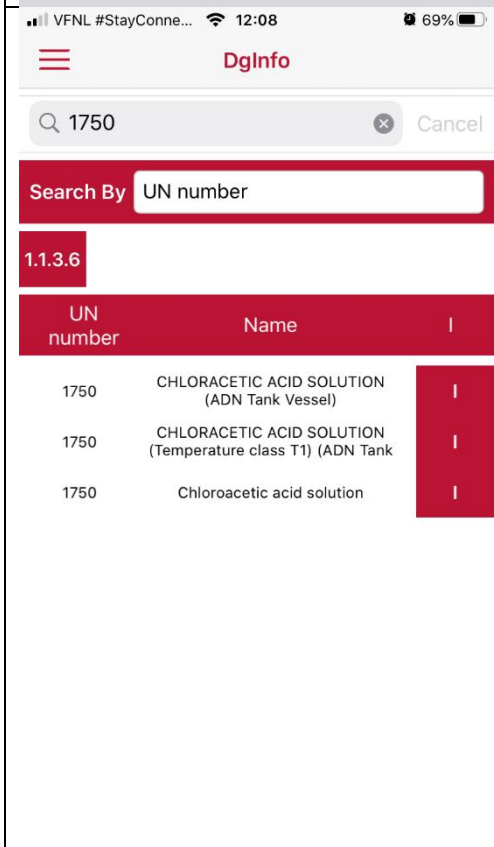 VFNL #StayConne... 12:08 69%
DgInfo
1750 Cancel
Search By UN number
1.1.3.6
UN number Name I
1750 CHLORACETIC ACID SOLUTION (ADN Tank Vessel) I
1750 CHLORACETIC ACID SOLUTION (Temperature class T1) (ADN Tank I
1750 Chloroacetic acid solution I